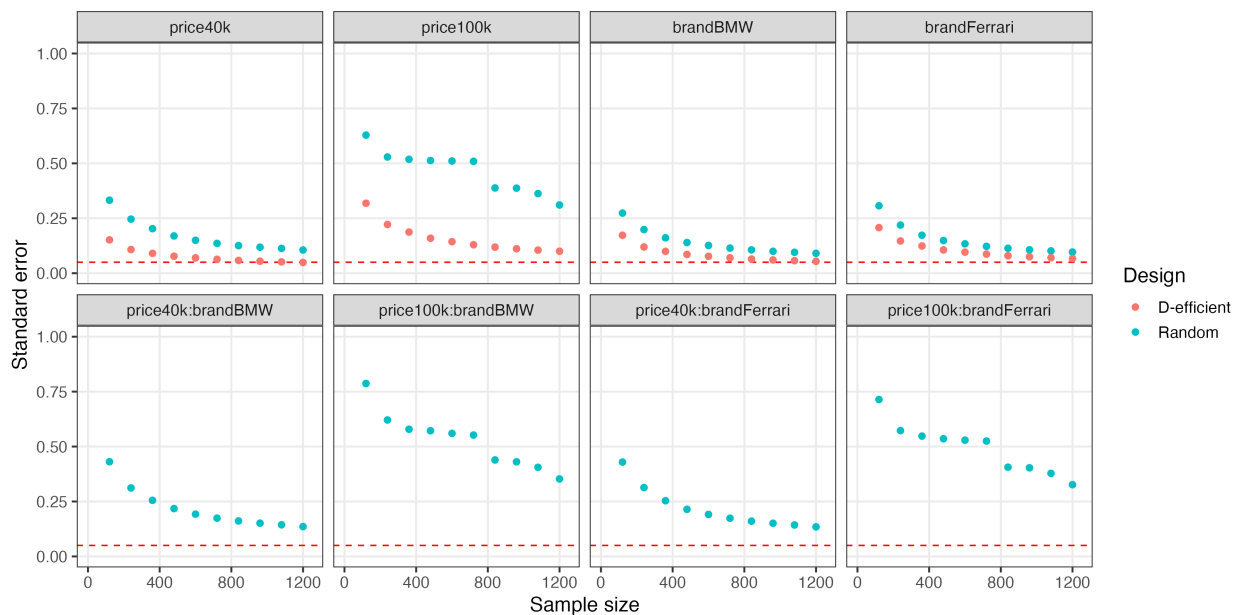 price40k price100k brandBMW brandFerrari
1.00
0.75
0.50
0.25
0.00
price40k:brandBMW price100k:brandBMW price40k:brandFerrari price100k:brandFerrari
1.00
0.75
0.50
0.25
0.00
0 400 800 1200 0 400 800 1200 0 400 800 1200 0 400 800 1200
Sample size
Standard error
Design
D-efficient
Random